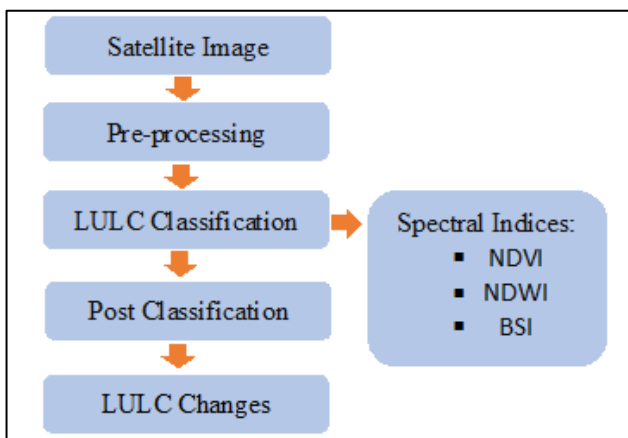 Satellite Image
Pre-processing
LULC Classification
Spectral Indices:
▪ NDVI
▪ NDWI
▪ BSI
Post Classification
LULC Changes